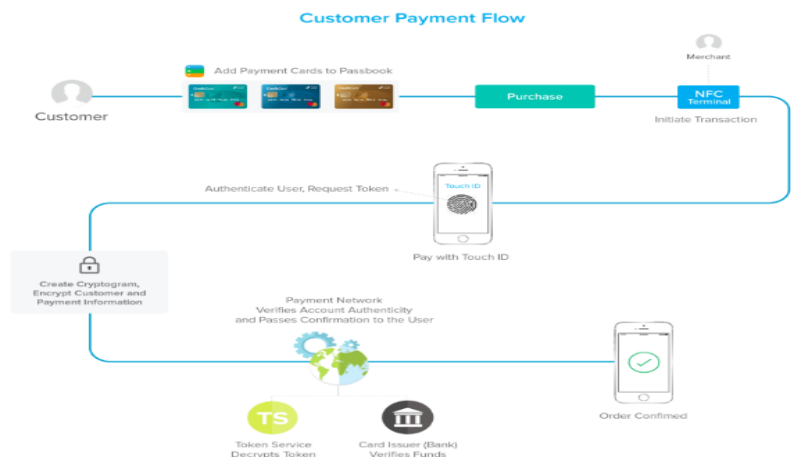 Customer Payment Flow
Merchant
Add Payment Cards to Passbook
Purchase
NFC
Terminal
Customer
Initiate Transaction
Authenticate User, Request Token
Touch ID
Pay with Touch ID
Create Cryptogram,
Encrypt Customer and
Payment Information
Payment Network
Verifies Account Authenticity
and Passes Confirmation to the User
Order Confimed
TS
Token Service
Decrypts Token
Card Issuer (Bank)
Verifies Funds